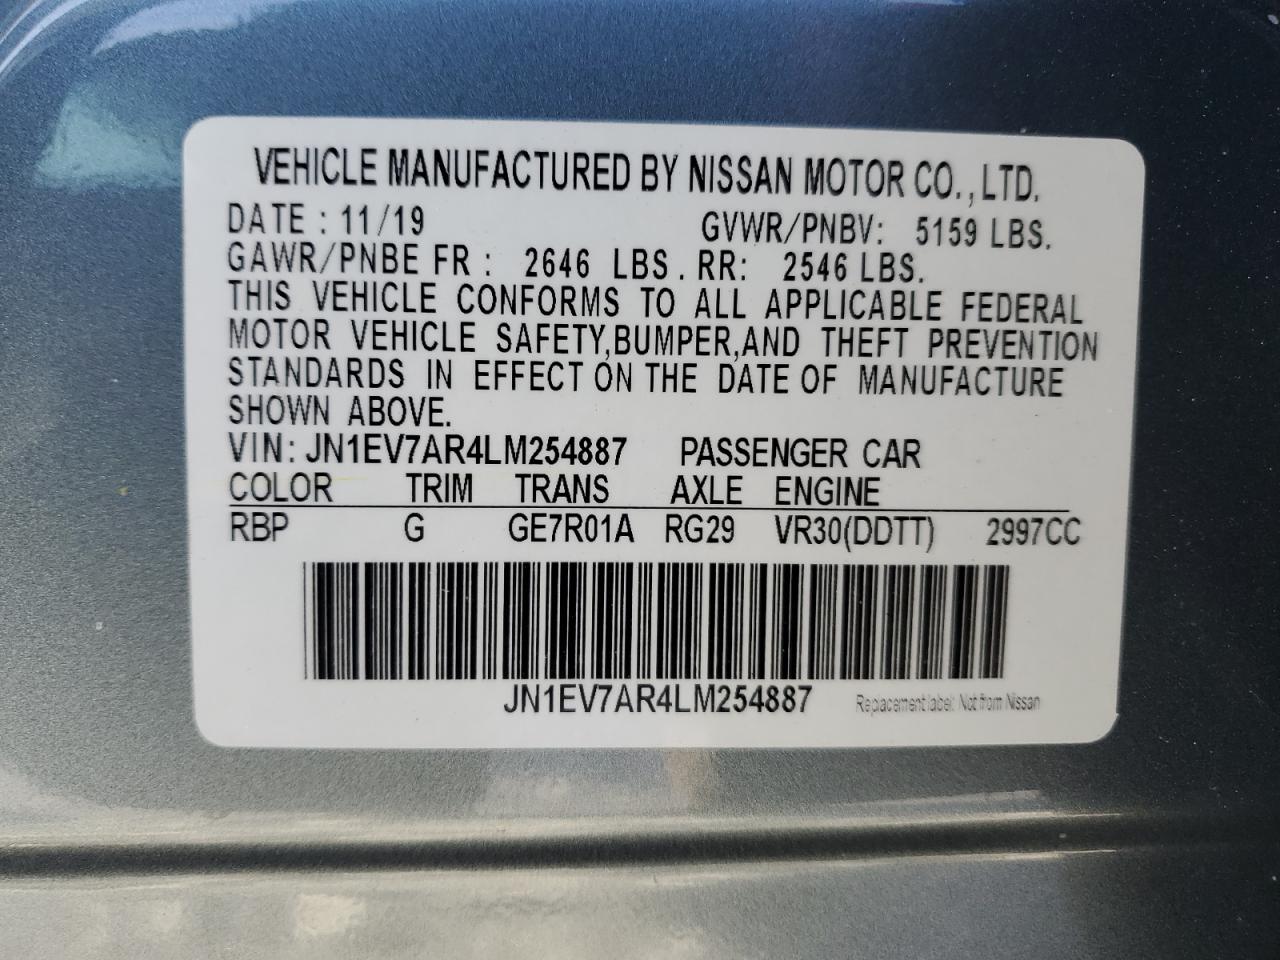 VEHICLE MANUFACTURED BY NISSAN MOTOR CO., LTD.
DATE : 11/19 GVWR/PNBV: 5159 LBS.
GAWR/PNBE FR : 2646 LBS. RR: 2546 LBS.
THIS VEHICLE CONFORMS TO ALL APPLICABLE FEDERAL
MOTOR VEHICLE SAFETY,BUMPER,AND THEFT PREVENTION
STANDARDS IN EFFECT ON THE DATE OF MANUFACTURE
SHOWN ABOVE.
VIN: JN1EV7AR4LM254887 PASSENGER CAR
COLOR TRIM TRANS AXLE ENGINE
RBP G GE7R01A RG29 VR30(DDTT) 2997CC
JN1EV7AR4LM254887 Replacement label: Not from Nissan